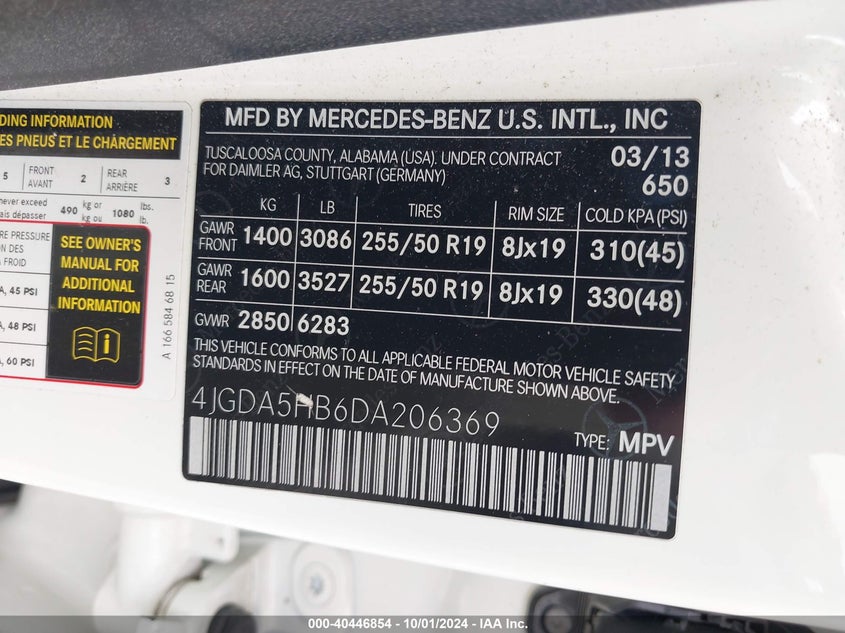 DING INFORMATION
ES PNEUS ET LE CHARGEMENT
5 FRONT AVANT 2 REAR ARRIÈRE 3
never exceed
ais dépasser 490 kg or kg ou 1080 lbs. lb.
RE PRESSURE
ON DES
A FROID
A, 45 PSI
A, 48 PSI
A, 60 PSI
SEE OWNER'S
MANUAL FOR
ADDITIONAL
INFORMATION
A 166 584 68 15
MFD BY MERCEDES-BENZ U.S. INTL., INC
TUSCALOOSA COUNTY, ALABAMA (USA). UNDER CONTRACT 03/13
FOR DAIMLER AG, STUTTGART (GERMANY) 650
KG LB TIRES RIM SIZE COLD KPA(PSI)
GAWR FRONT 1400 3086 255/50 R19 8Jx19 310(45)
GAWR REAR 1600 3527 255/50 R19 8Jx19 330(48)
GVWR 2850 6283
THIS VEHICLE CONFORMS TO ALL APPLICABLE FEDERAL MOTOR VEHICLE SAFETY
STANDARDS IN EFFECT ON THE DATE OF MANUFACTURE SHOWN ABOVE.
4JGDA5HB6DA206369
TYPE: MPV
000-40446854 - 10/01/2024 - IAA Inc.